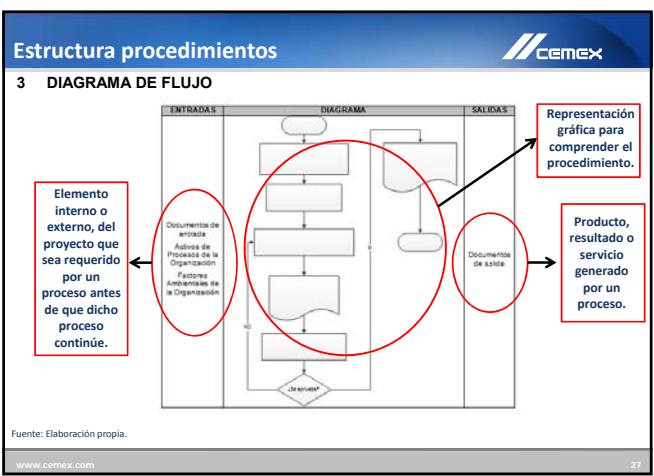 Estructura procedimientos
CEMEX
3 DIAGRAMA DE FLUJO
ENTRADAS
DIAGRAMA
SALIDAS
Representación
gráfica para
comprender el
procedimiento.
Elemento
interno o
externo, del
proyecto que
sea requerido
por un
proceso antes
de que dicho
proceso
continúe.
Documentos de
entrada
Activos de
Procesos de la
Organización
Factores
Ambientales de
la Organización
NO
¿Se aprueba?
Documentos
de salida
Producto,
resultado o
servicio
generado
por un
proceso.
Fuente: Elaboración propia.
www.cemex.com
27